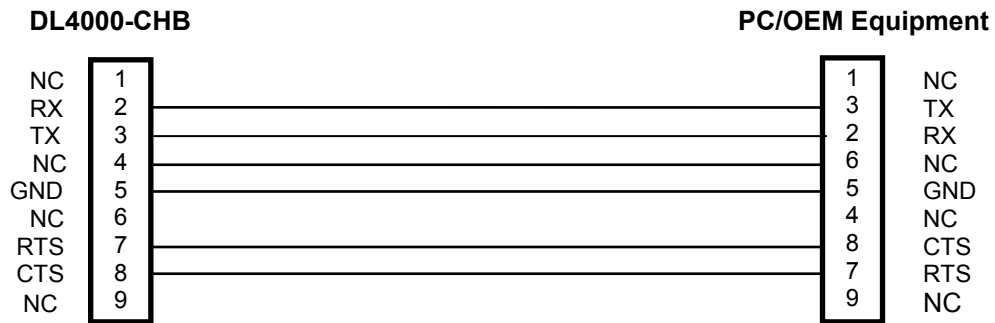 DL4000-CHB PC/OEM Equipment
NC 1 1 NC
RX 2 3 TX
TX 3 2 RX
NC 4 6 NC
GND 5 5 GND
NC 6 4 NC
RTS 7 8 CTS
CTS 8 7 RTS
NC 9 9 NC